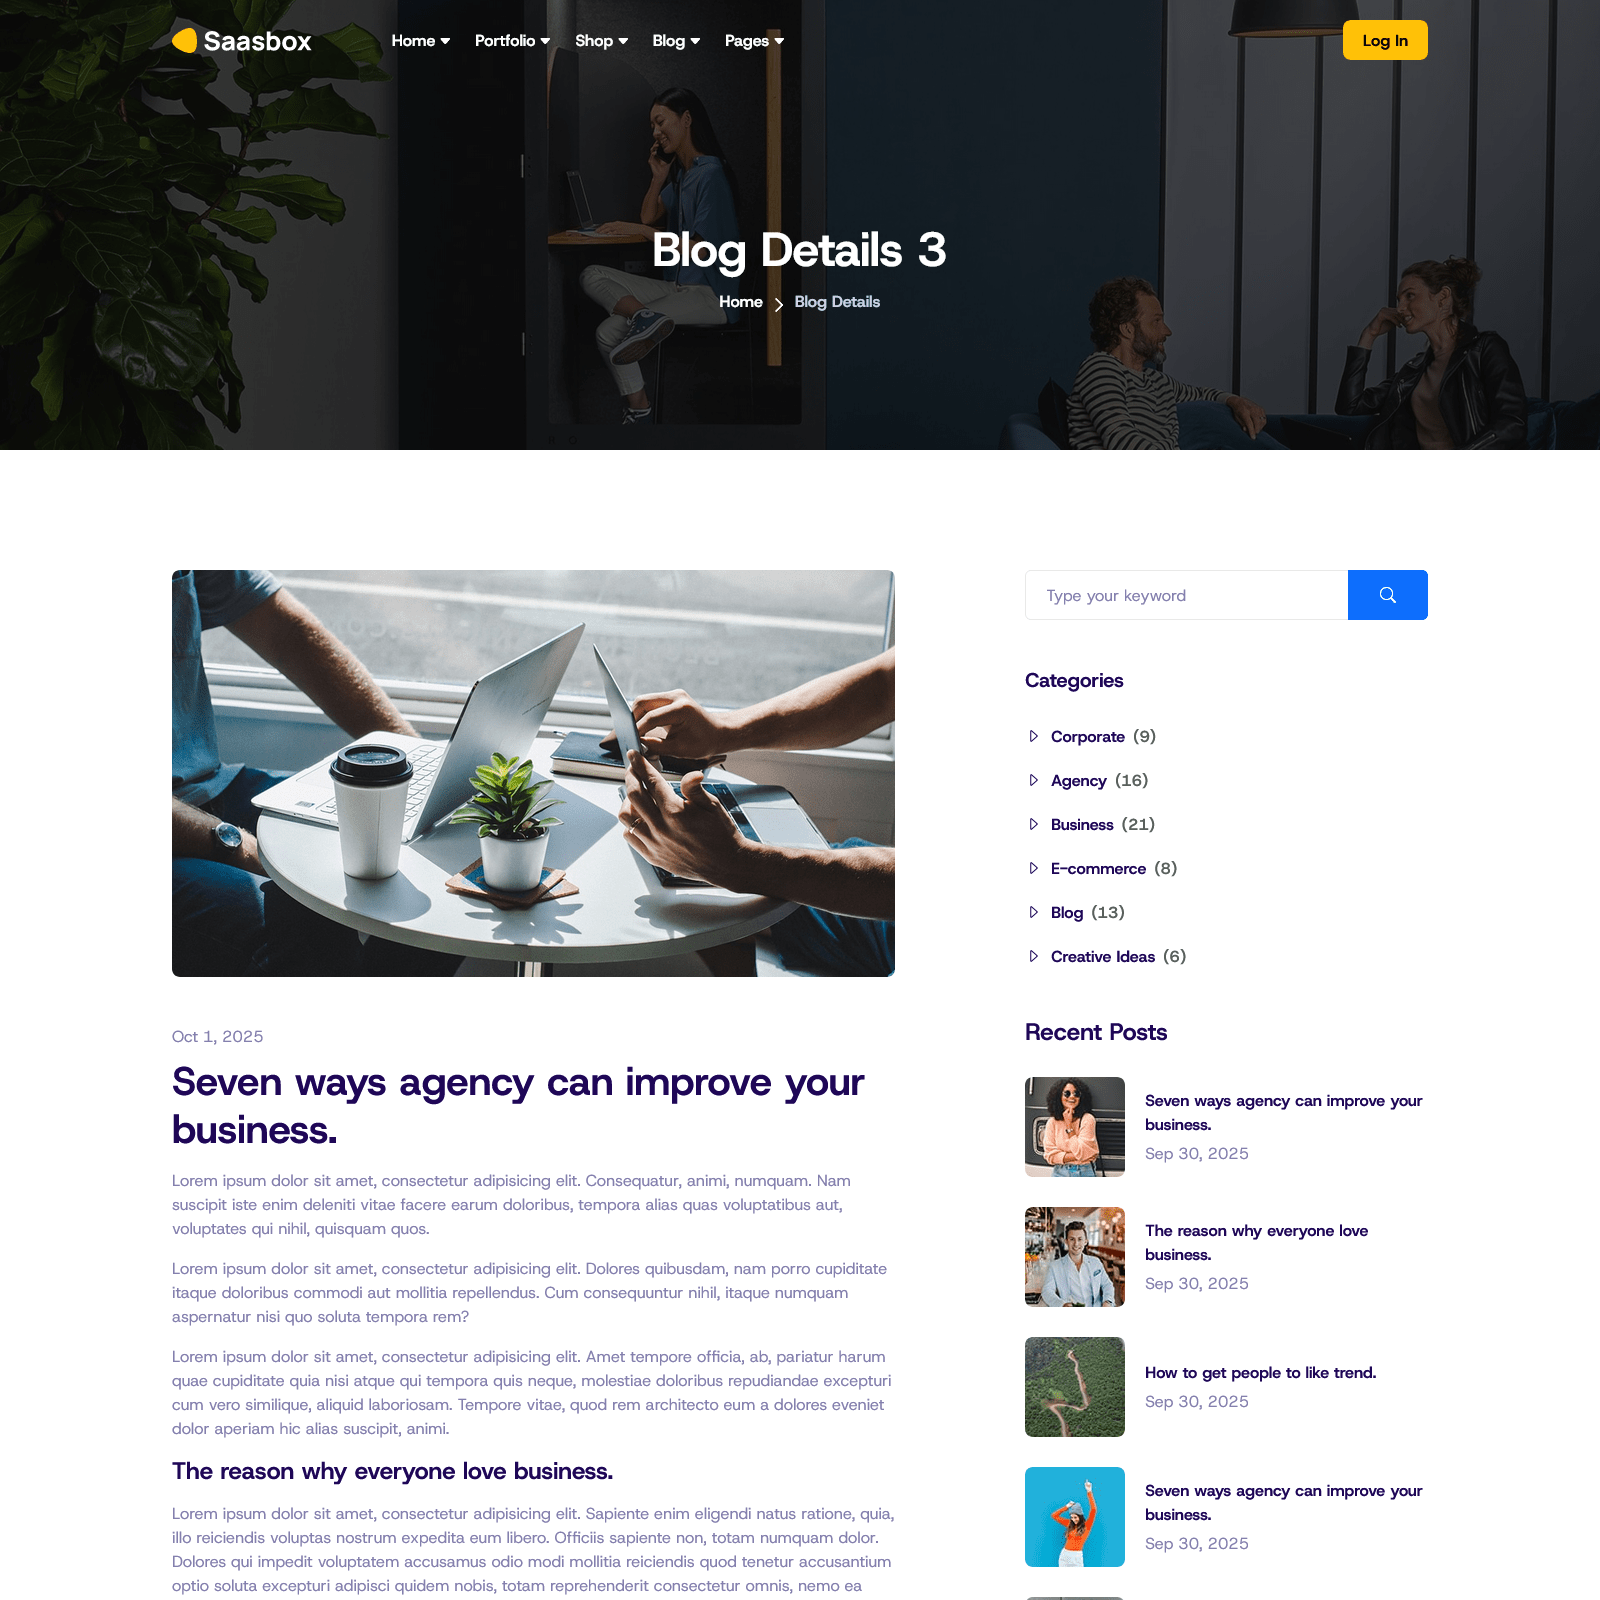 Saasbox
Home
Portfolio
Shop
Blog
Pages
Log In
Blog Details 3
Home
Blog Details
Oct 1, 2025
Seven ways agency can improve your
business.
Lorem ipsum dolor sit amet, consectetur adipisicing elit. Consequatur, animi, numquam. Nam
suscipit iste enim deleniti vitae facere earum doloribus, tempora alias quas voluptatibus aut,
voluptates qui nihil, quisquam quos.
Lorem ipsum dolor sit amet, consectetur adipisicing elit. Dolores quibusdam, nam porro cupiditate
itaque doloribus commodi aut mollitia repellendus. Cum consequuntur nihil, itaque numquam
aspernatur nisi quo soluta tempora rem?
Lorem ipsum dolor sit amet, consectetur adipisicing elit. Amet tempore officia, ab, pariatur harum
quae cupiditate quia nisi atque qui tempora quis neque, molestiae doloribus repudiandae excepturi
cum vero similique, aliquid laboriosam. Tempore vitae, quod rem architecto eum a dolores eveniet
dolor aperiam hic alias suscipit, animi.
The reason why everyone love business.
Lorem ipsum dolor sit amet, consectetur adipisicing elit. Sapiente enim eligendi natus ratione, quia,
illo reiciendis voluptas nostrum expedita eum libero. Officiis sapiente non, totam numquam dolor.
Dolores qui impedit voluptatem accusamus odio modi mollitia reiciendis quod tenetur accusantium
optio soluta excepturi adipisci quidem nobis, totam reprehenderit consectetur omnis, nemo ea
Type your keyword
Categories
Corporate (9)
Agency (16)
Business (21)
E-commerce (8)
Blog (13)
Creative Ideas (6)
Recent Posts
Seven ways agency can improve your
business.
Sep 30, 2025
The reason why everyone love
business.
Sep 30, 2025
How to get people to like trend.
Sep 30, 2025
Seven ways agency can improve your
business.
Sep 30, 2025